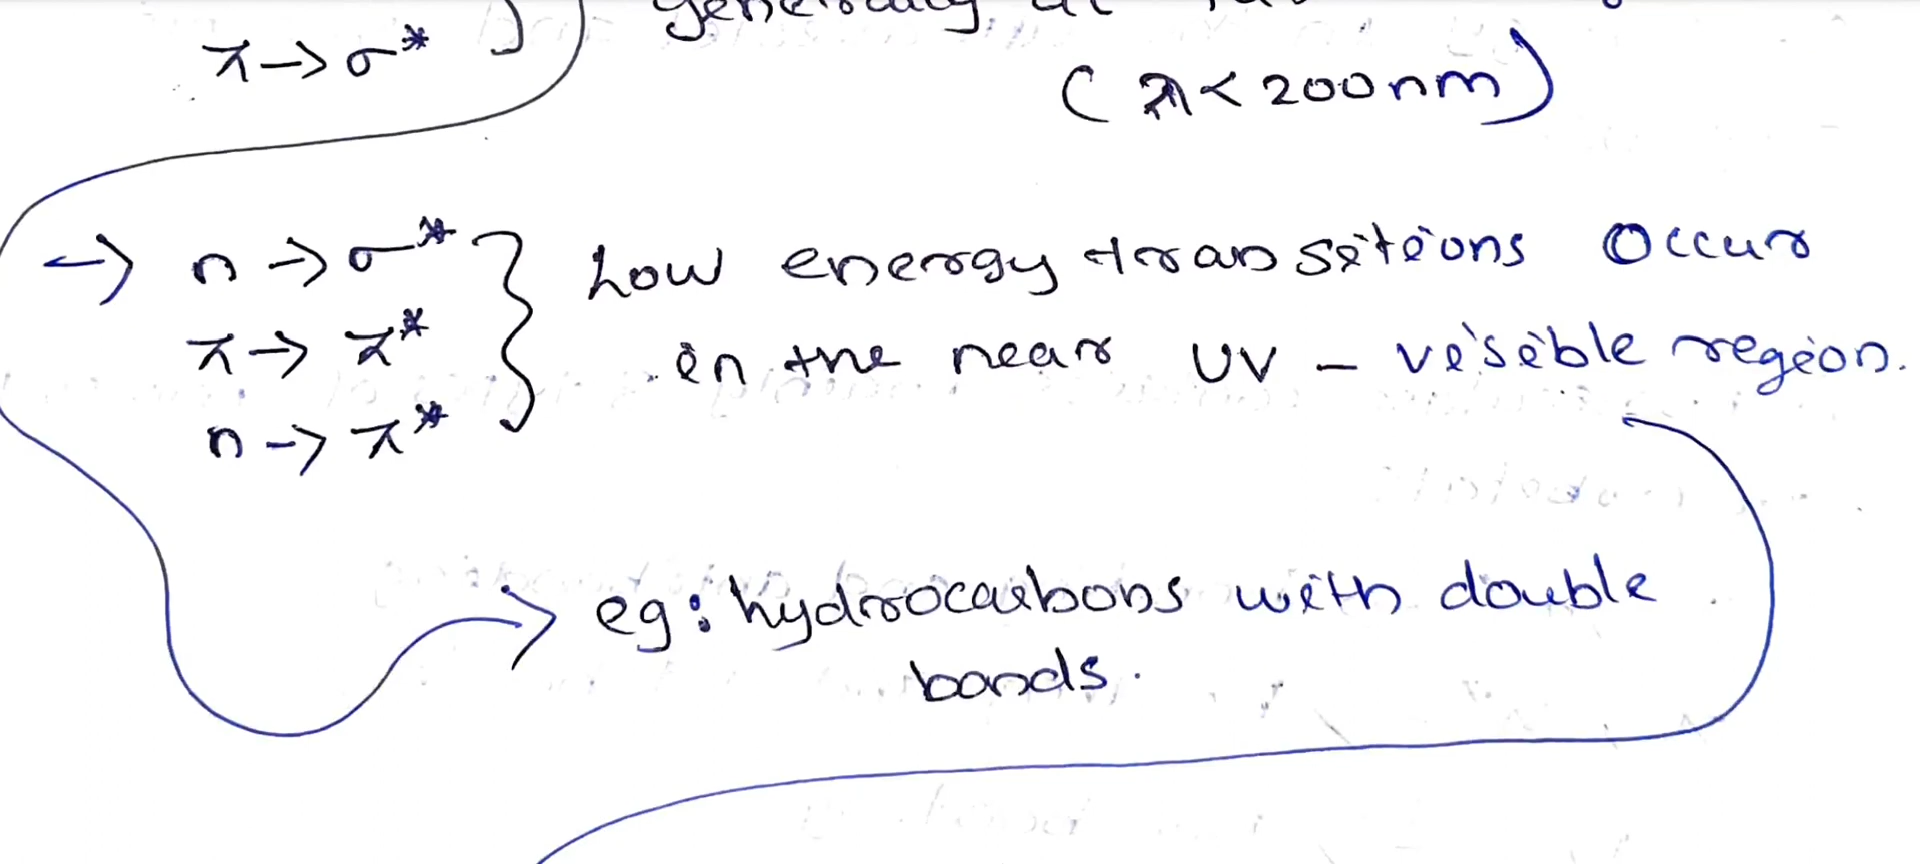 π → σ*
(λ < 200nm)
→ n → σ* } Low energy transitions occur
π → π* in the near UV - visible region.
n → π*
eg: hydrocarbons with double
bonds.